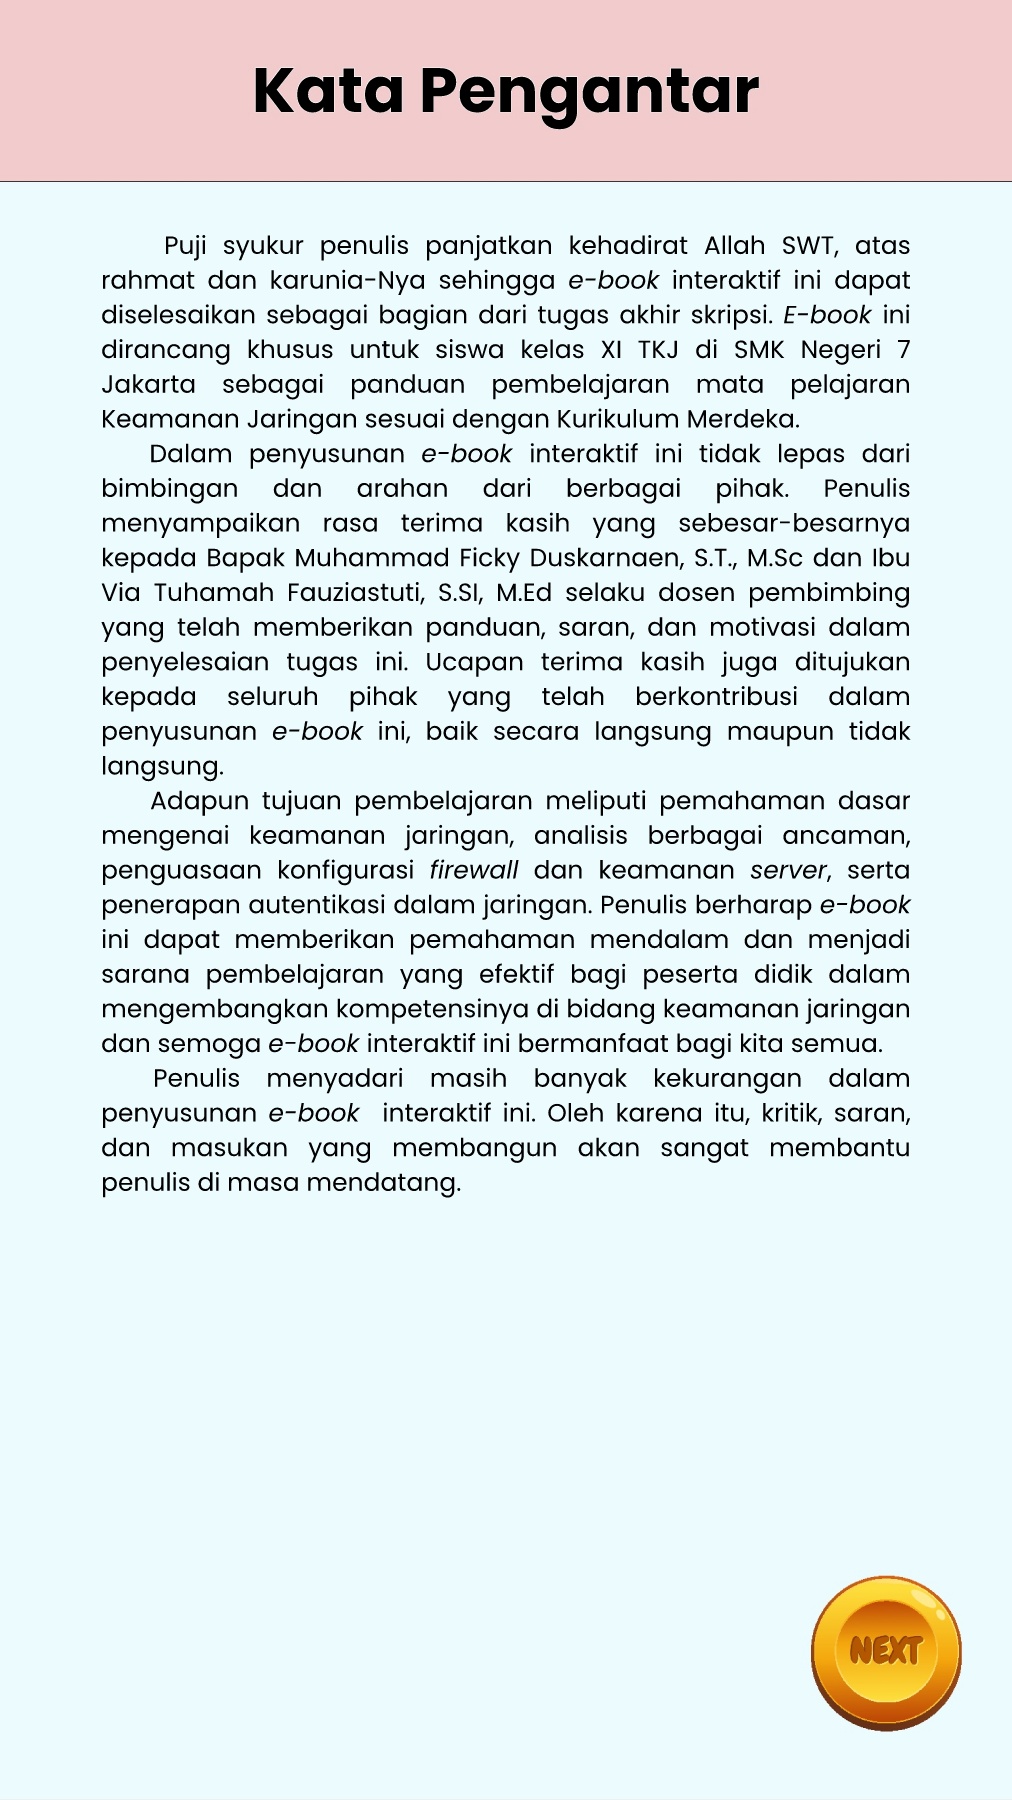 Kata Pengantar
Puji syukur penulis panjatkan kehadirat Allah SWT, atas
rahmat dan karunia-Nya sehingga e-book interaktif ini dapat
diselesaikan sebagai bagian dari tugas akhir skripsi. E-book ini
dirancang khusus untuk siswa kelas XI TKJ di SMK Negeri 7
Jakarta sebagai panduan pembelajaran mata pelajaran
Keamanan Jaringan sesuai dengan Kurikulum Merdeka.
Dalam penyusunan e-book interaktif ini tidak lepas dari
bimbingan dan arahan dari berbagai pihak. Penulis
menyampaikan rasa terima kasih yang sebesar-besarnya
kepada Bapak Muhammad Ficky Duskarnaen, S.T., M.Sc dan Ibu
Via Tuhamah Fauziastuti, S.SI, M.Ed selaku dosen pembimbing
yang telah memberikan panduan, saran, dan motivasi dalam
penyelesaian tugas ini. Ucapan terima kasih juga ditujukan
kepada seluruh pihak yang telah berkontribusi dalam
penyusunan e-book ini, baik secara langsung maupun tidak
langsung.
Adapun tujuan pembelajaran meliputi pemahaman dasar
mengenai keamanan jaringan, analisis berbagai ancaman,
penguasaan konfigurasi firewall dan keamanan server, serta
penerapan autentikasi dalam jaringan. Penulis berharap e-book
ini dapat memberikan pemahaman mendalam dan menjadi
sarana pembelajaran yang efektif bagi peserta didik dalam
mengembangkan kompetensinya di bidang keamanan jaringan
dan semoga e-book interaktif ini bermanfaat bagi kita semua.
Penulis menyadari masih banyak kekurangan dalam
penyusunan e-book interaktif ini. Oleh karena itu, kritik, saran,
dan masukan yang membangun akan sangat membantu
penulis di masa mendatang.
NEXT